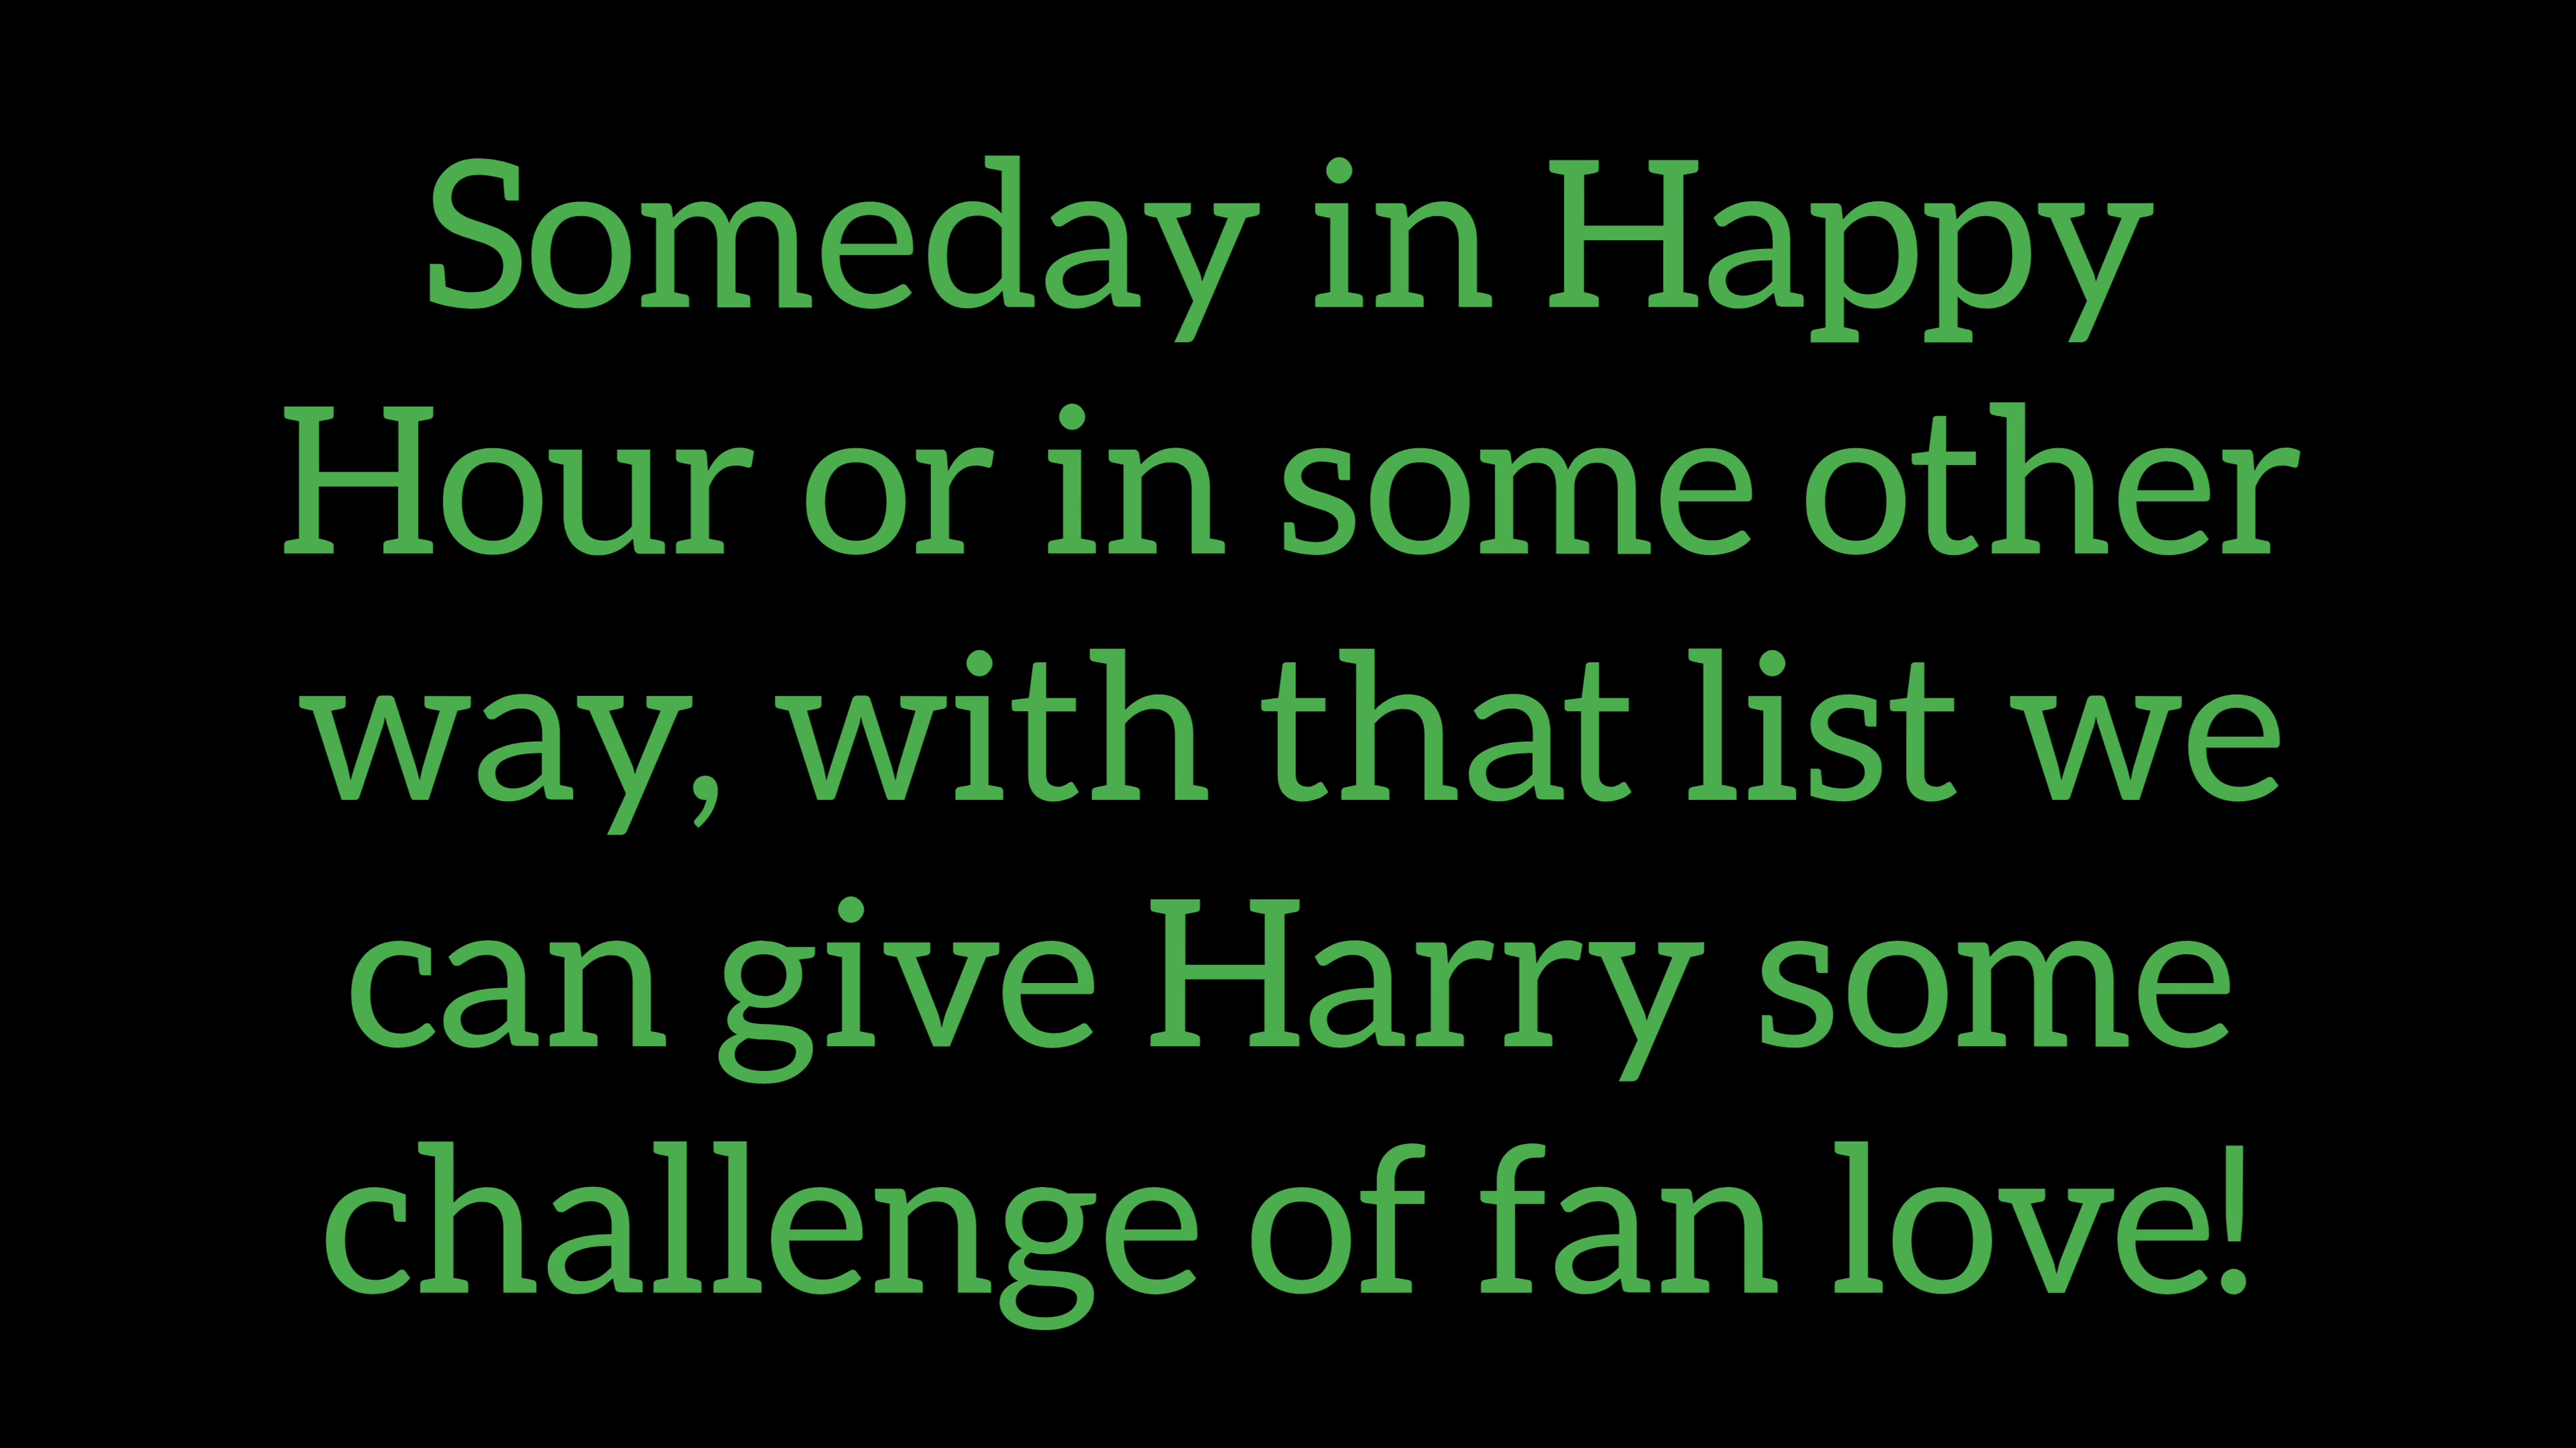 Someday in Happy
Hour or in some other
way, with that list we
can give Harry some
challenge of fan love!